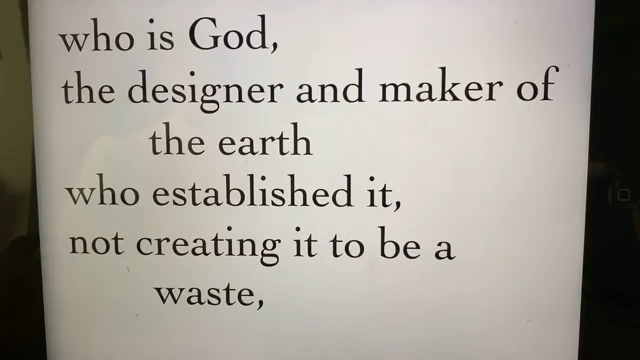 who is God,
the designer and maker of
the earth
who established it,
not creating it to be a
waste,